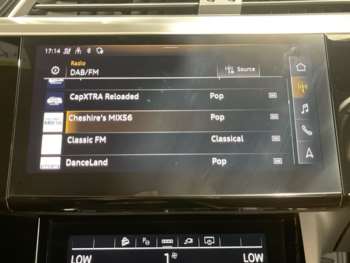 17:14
Radio
DAB/FM
Source
CapXTRA Reloaded Pop
Cheshire's MIX56 Pop
Classic FM Classical
DanceLand Pop
LOW 1 LOW